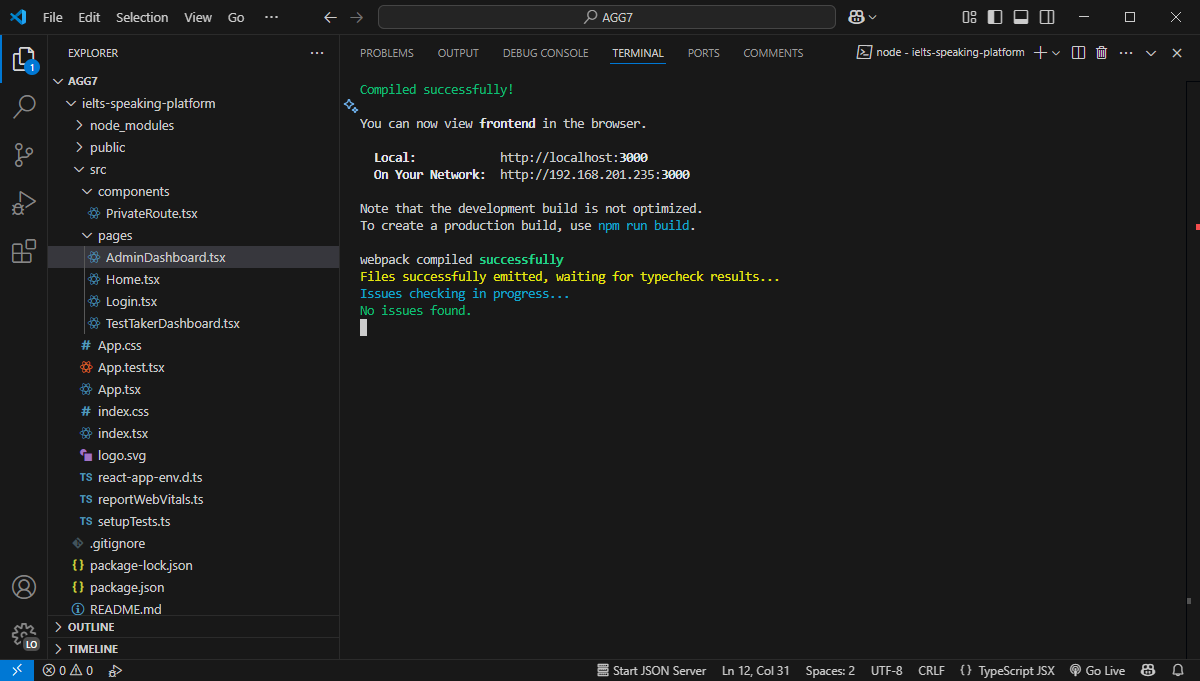 File Edit Selection View Go ··· AGG7
EXPLORER ···
AGG7
ielts-speaking-platform
node_modules
public
src
components
PrivateRoute.tsx
pages
AdminDashboard.tsx
Home.tsx
Login.tsx
TestTakerDashboard.tsx
# App.css
App.test.tsx
App.tsx
# index.css
index.tsx
logo.svg
TS react-app-env.d.ts
TS reportWebVitals.ts
TS setupTests.ts
.gitignore
{} package-lock.json
{} package.json
README.md
OUTLINE
TIMELINE
1
LO
PROBLEMS OUTPUT DEBUG CONSOLE TERMINAL PORTS COMMENTS node - ielts-speaking-platform ···
Compiled successfully!
You can now view frontend in the browser.
Local: http://localhost:3000
On Your Network: http://192.168.201.235:3000
Note that the development build is not optimized.
To create a production build, use npm run build.
webpack compiled successfully
Files successfully emitted, waiting for typecheck results...
Issues checking in progress...
No issues found.
0 0 Start JSON Server Ln 12, Col 31 Spaces: 2 UTF-8 CRLF {} TypeScript JSX Go Live